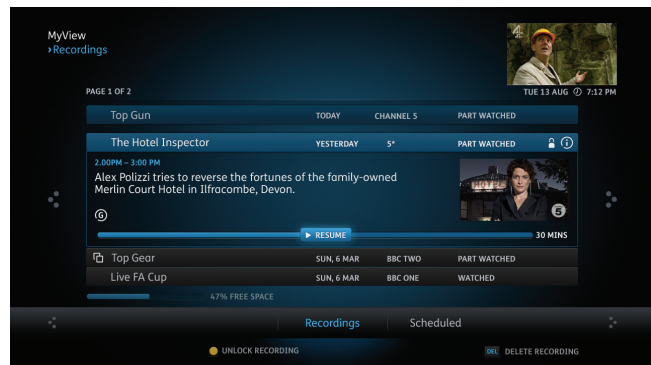 MyView
›Recordings
4
TUE 13 AUG 7:12 PM
PAGE 1 OF 2
Top Gun TODAY CHANNEL 5 PART WATCHED
The Hotel Inspector YESTERDAY 5* PART WATCHED i
2.00PM – 3:00 PM
Alex Polizzi tries to reverse the fortunes of the family-owned
Merlin Court Hotel in Ilfracombe, Devon.
HOTEL
G
5
RESUME 30 MINS
Top Gear SUN, 6 MAR BBC TWO PART WATCHED
Live FA Cup SUN, 6 MAR BBC ONE WATCHED
47% FREE SPACE
Recordings Scheduled
UNLOCK RECORDING DEL DELETE RECORDING